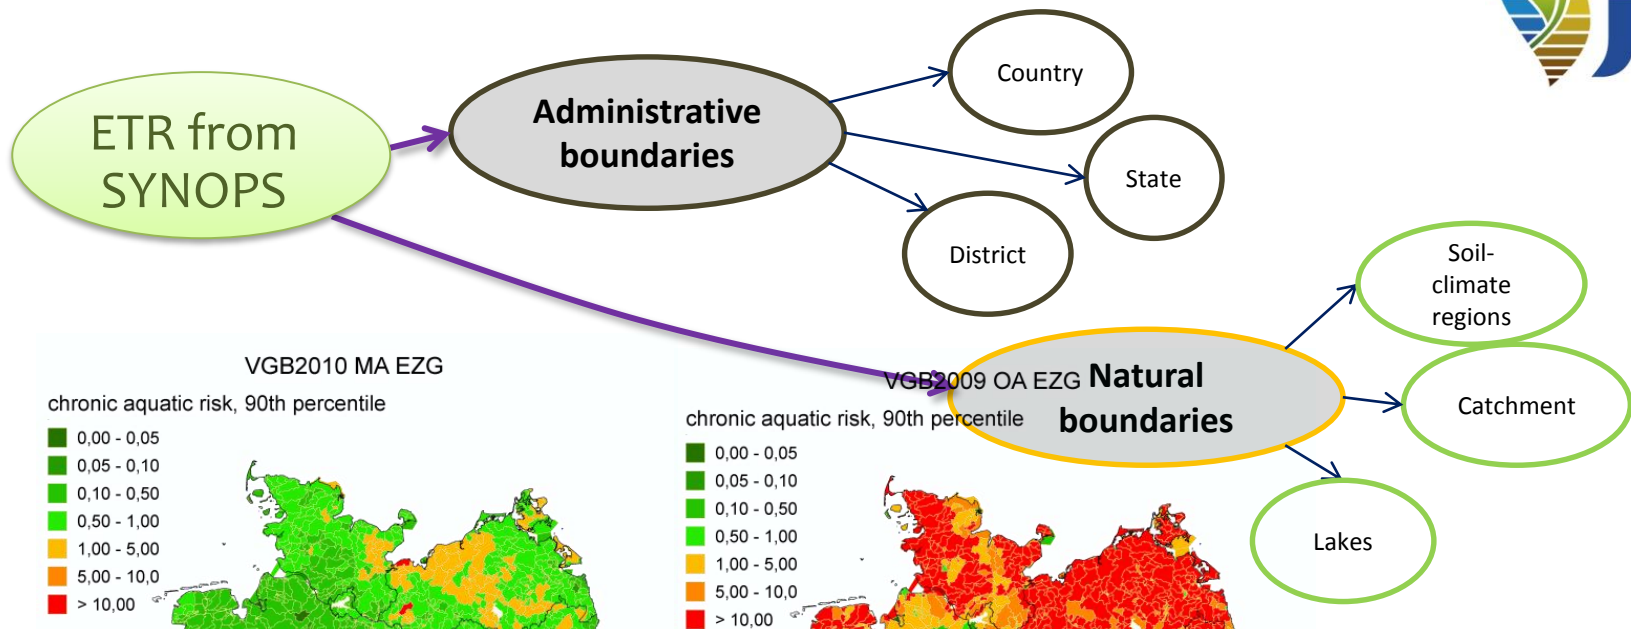 ETR from
SYNOPS
Administrative
boundaries
Country
State
District
Soil-
climate
regions
Natural
boundaries
Catchment
Lakes
VGB2010 MA EZG
chronic aquatic risk, 90th percentile
0,00 - 0,05
0,05 - 0,10
0,10 - 0,50
0,50 - 1,00
1,00 - 5,00
5,00 - 10,0
> 10,00
VGB2009 OA EZG
chronic aquatic risk, 90th percentile
0,00 - 0,05
0,05 - 0,10
0,10 - 0,50
0,50 - 1,00
1,00 - 5,00
5,00 - 10,0
> 10,00